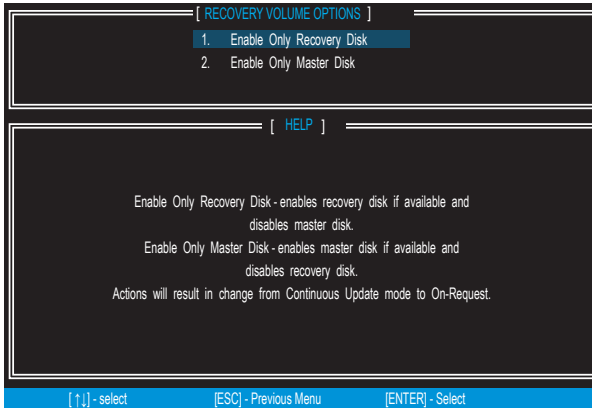 [ RECOVERY VOLUME OPTIONS ]
1. Enable Only Recovery Disk
2. Enable Only Master Disk
[ HELP ]
Enable Only Recovery Disk - enables recovery disk if available and
disables master disk.
Enable Only Master Disk - enables master disk if available and
disables recovery disk.
Actions will result in change from Continuous Update mode to On-Request.
[ ↑↓] - select [ESC] - Previous Menu [ENTER] - Select